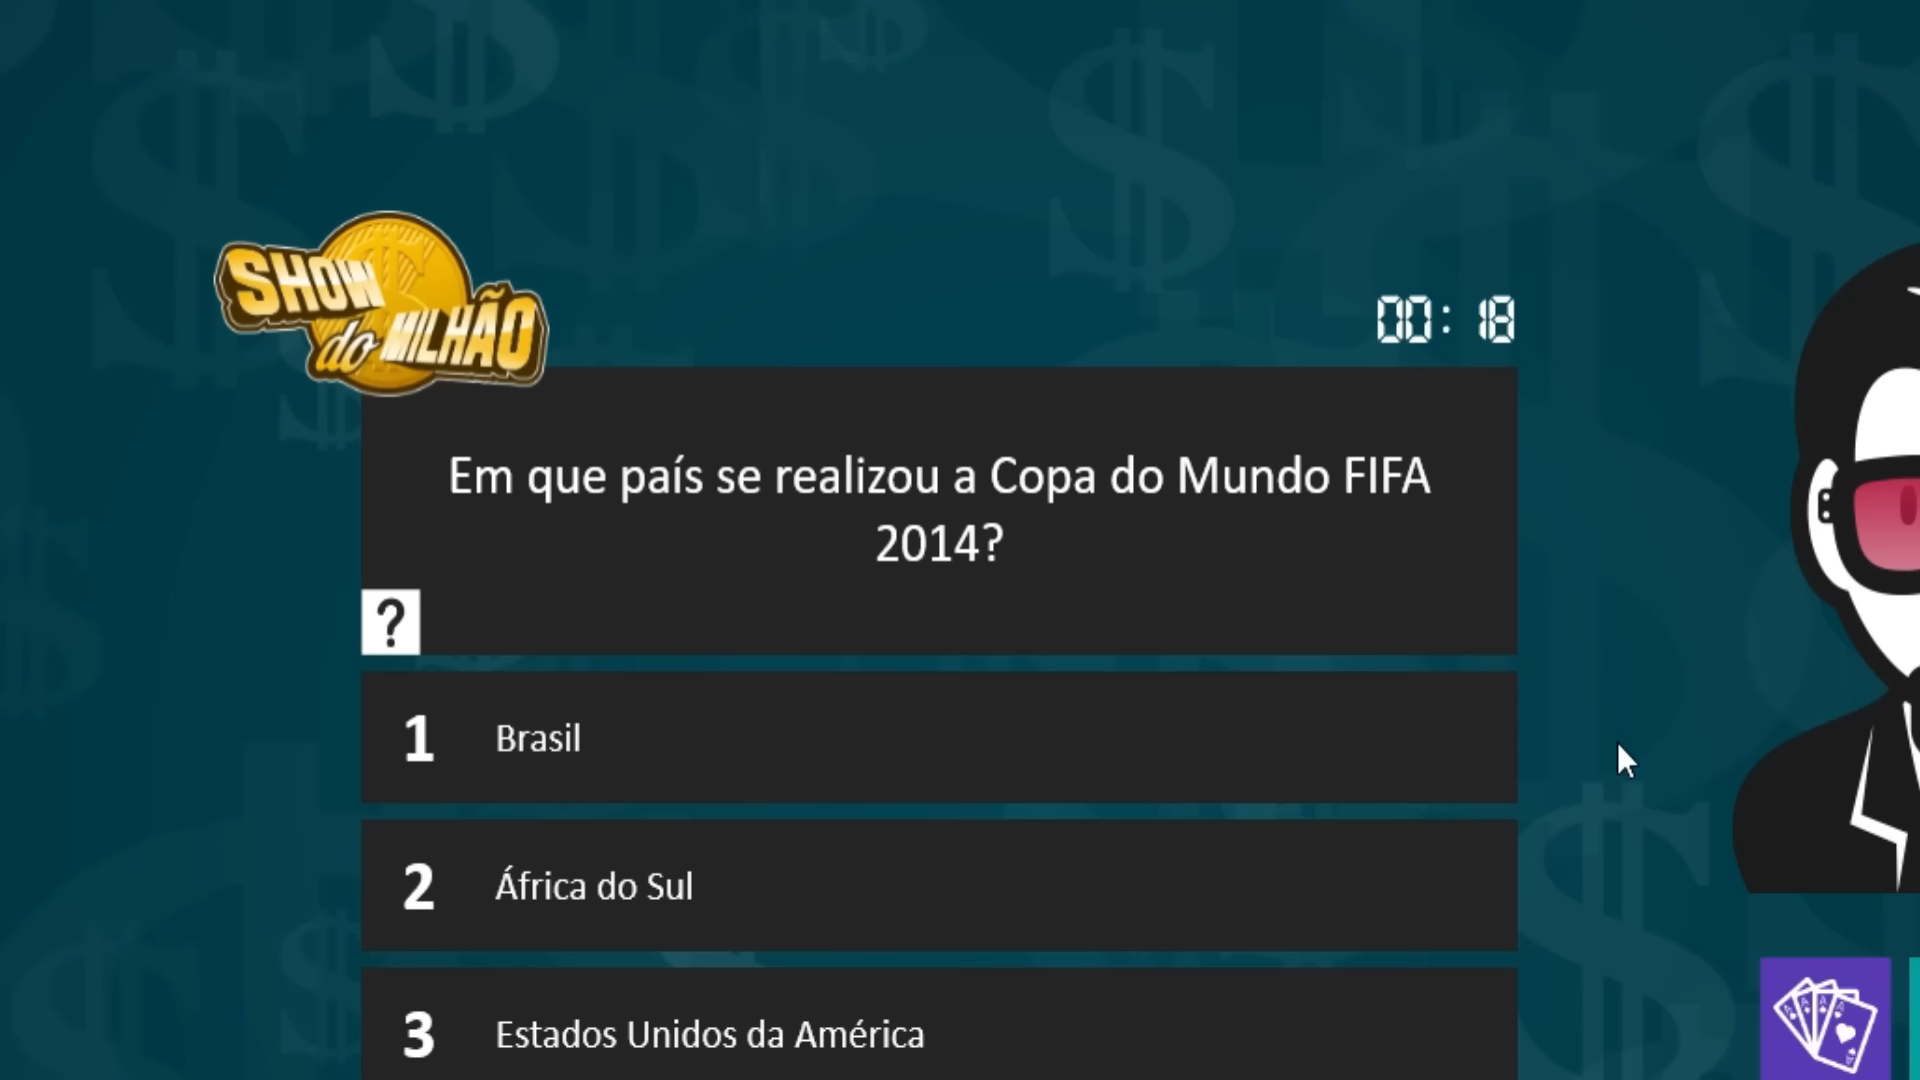 SHOW
do MILHÃO
00: 18
Em que país se realizou a Copa do Mundo FIFA
2014?
?
1 Brasil
2 África do Sul
3 Estados Unidos da América